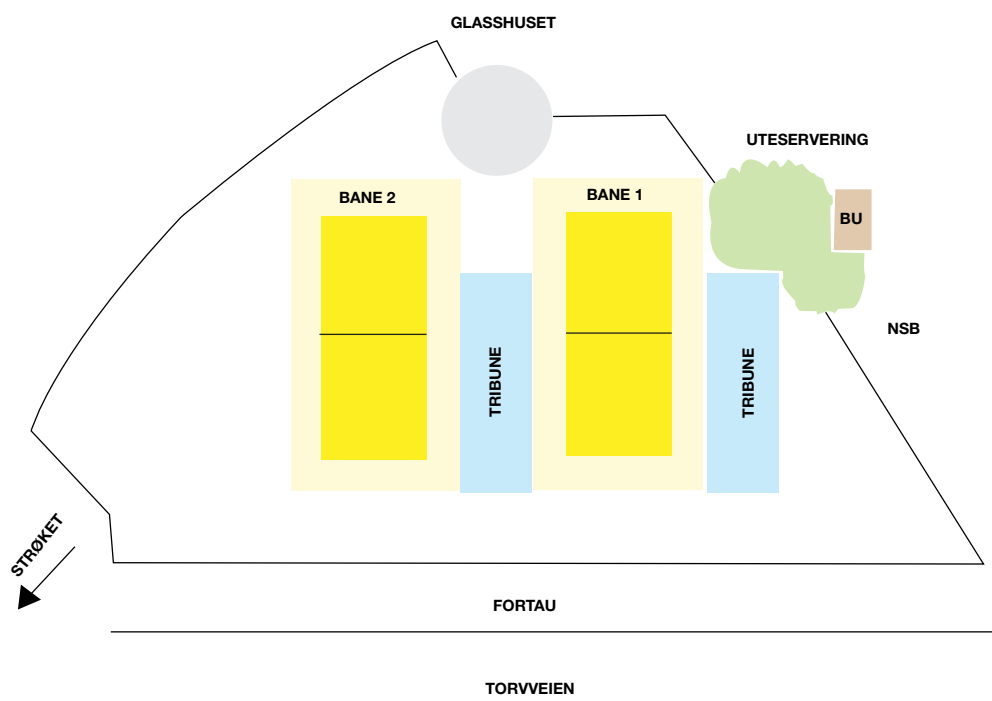 GLASSHUSET
UTESERVERING
BANE 2
BANE 1
BU
NSB
TRIBUNE
TRIBUNE
STRØKET
FORTAU
TORVVEIEN